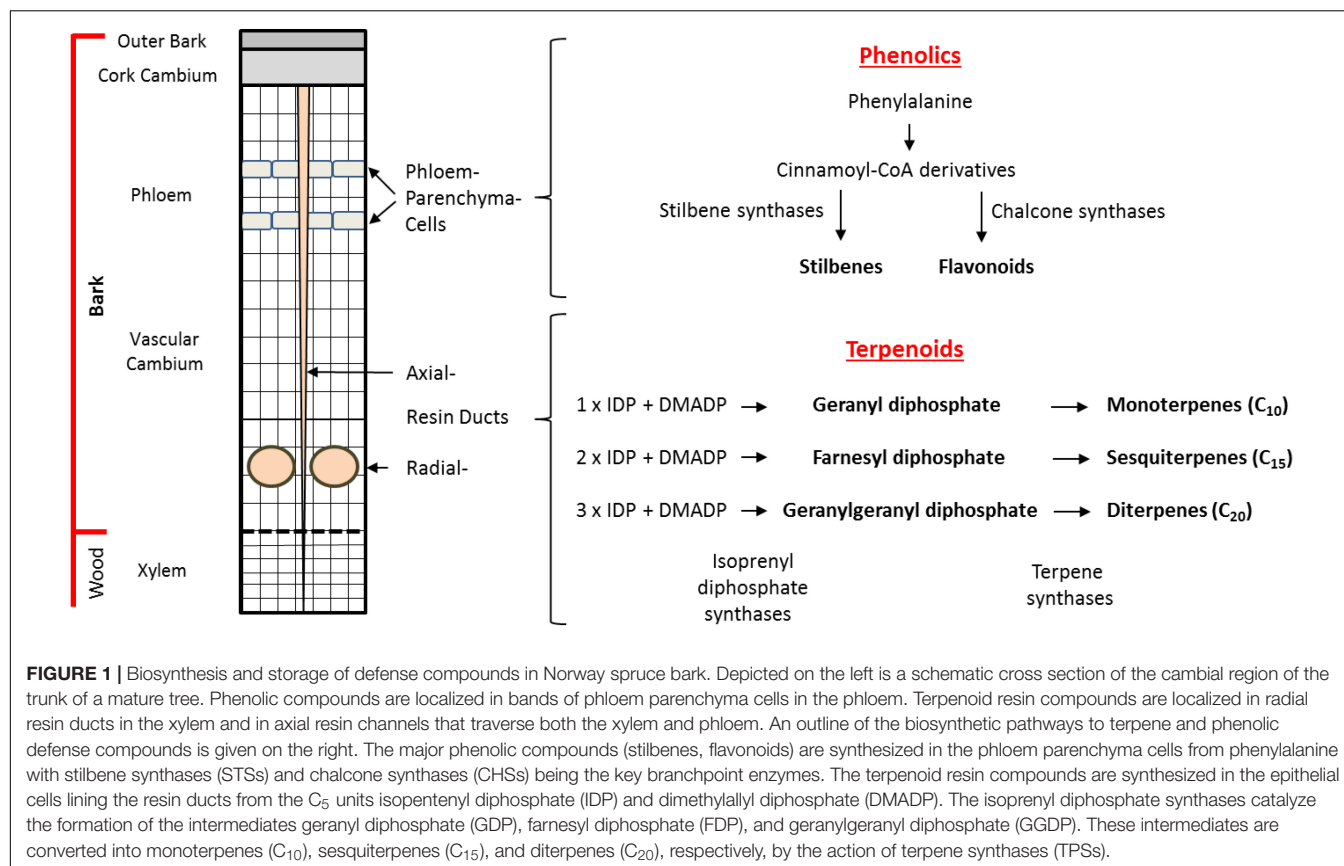 Outer Bark
Cork Cambium
Phloem
Bark
Vascular
Cambium
Wood
Xylem
Phloem-
Parenchyma-
Cells
Axial-
Resin Ducts
Radial-
Phenolics
Phenylalanine
Cinnamoyl-CoA derivatives
Stilbene synthases
Chalcone synthases
Stilbenes
Flavonoids
Terpenoids
1 x IDP + DMADP → Geranyl diphosphate → Monoterpenes (C₁₀)
2 x IDP + DMADP → Farnesyl diphosphate → Sesquiterpenes (C₁₅)
3 x IDP + DMADP → Geranylgeranyl diphosphate → Diterpenes (C₂₀)
Isoprenyl
diphosphate
synthases
Terpene
synthases
FIGURE 1 | Biosynthesis and storage of defense compounds in Norway spruce bark. Depicted on the left is a schematic cross section of the cambial region of the
trunk of a mature tree. Phenolic compounds are localized in bands of phloem parenchyma cells in the phloem. Terpenoid resin compounds are localized in radial
resin ducts in the xylem and in axial resin channels that traverse both the xylem and phloem. An outline of the biosynthetic pathways to terpene and phenolic
defense compounds is given on the right. The major phenolic compounds (stilbenes, flavonoids) are synthesized in the phloem parenchyma cells from phenylalanine
with stilbene synthases (STSs) and chalcone synthases (CHSs) being the key branchpoint enzymes. The terpenoid resin compounds are synthesized in the epithelial
cells lining the resin ducts from the C₅ units isopentenyl diphosphate (IDP) and dimethylallyl diphosphate (DMADP). The isoprenyl diphosphate synthases catalyze
the formation of the intermediates geranyl diphosphate (GDP), farnesyl diphosphate (FDP), and geranylgeranyl diphosphate (GGDP). These intermediates are
converted into monoterpenes (C₁₀), sesquiterpenes (C₁₅), and diterpenes (C₂₀), respectively, by the action of terpene synthases (TPSs).